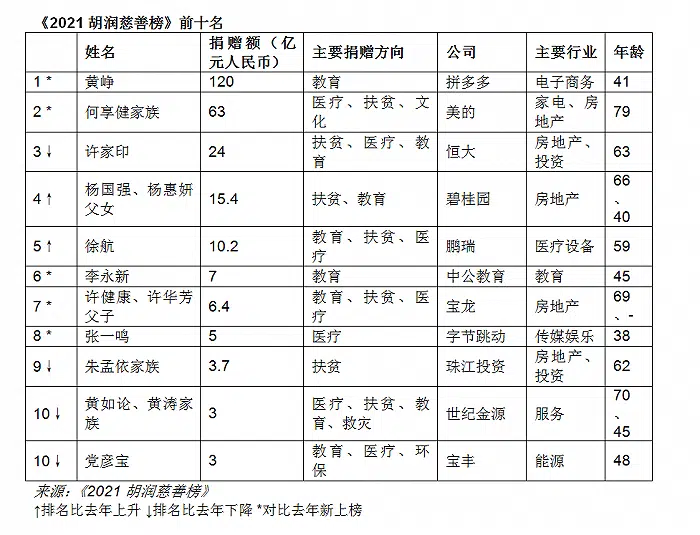 《2021 胡润慈善榜》前十名
姓名 捐赠额（亿元人民币） 主要捐赠方向 公司 主要行业 年龄
1 * 黄峥 120 教育 拼多多 电子商务 41
2 * 何享健家族 63 医疗、扶贫、文化 美的 家电、房地产 79
3 ↓ 许家印 24 扶贫、医疗、教育 恒大 房地产、投资 63
4 ↑ 杨国强、杨惠妍父女 15.4 扶贫、教育 碧桂园 房地产 66、40
5 ↑ 徐航 10.2 教育、扶贫、医疗 鹏瑞 医疗设备 59
6 * 李永新 7 教育 中公教育 教育 45
7 * 许健康、许华芳父子 6.4 教育、扶贫、医疗 宝龙 房地产 69、-
8 * 张一鸣 5 医疗 字节跳动 传媒娱乐 38
9 ↓ 朱孟依家族 3.7 扶贫 珠江投资 房地产、投资 62
10 ↓ 黄如论、黄涛家族 3 医疗、扶贫、教育、救灾 世纪金源 服务 70、45
10 ↓ 党彦宝 3 教育、医疗、环保 宝丰 能源 48
来源：《2021 胡润慈善榜》
↑排名比去年上升 ↓排名比去年下降 *对比去年新上榜